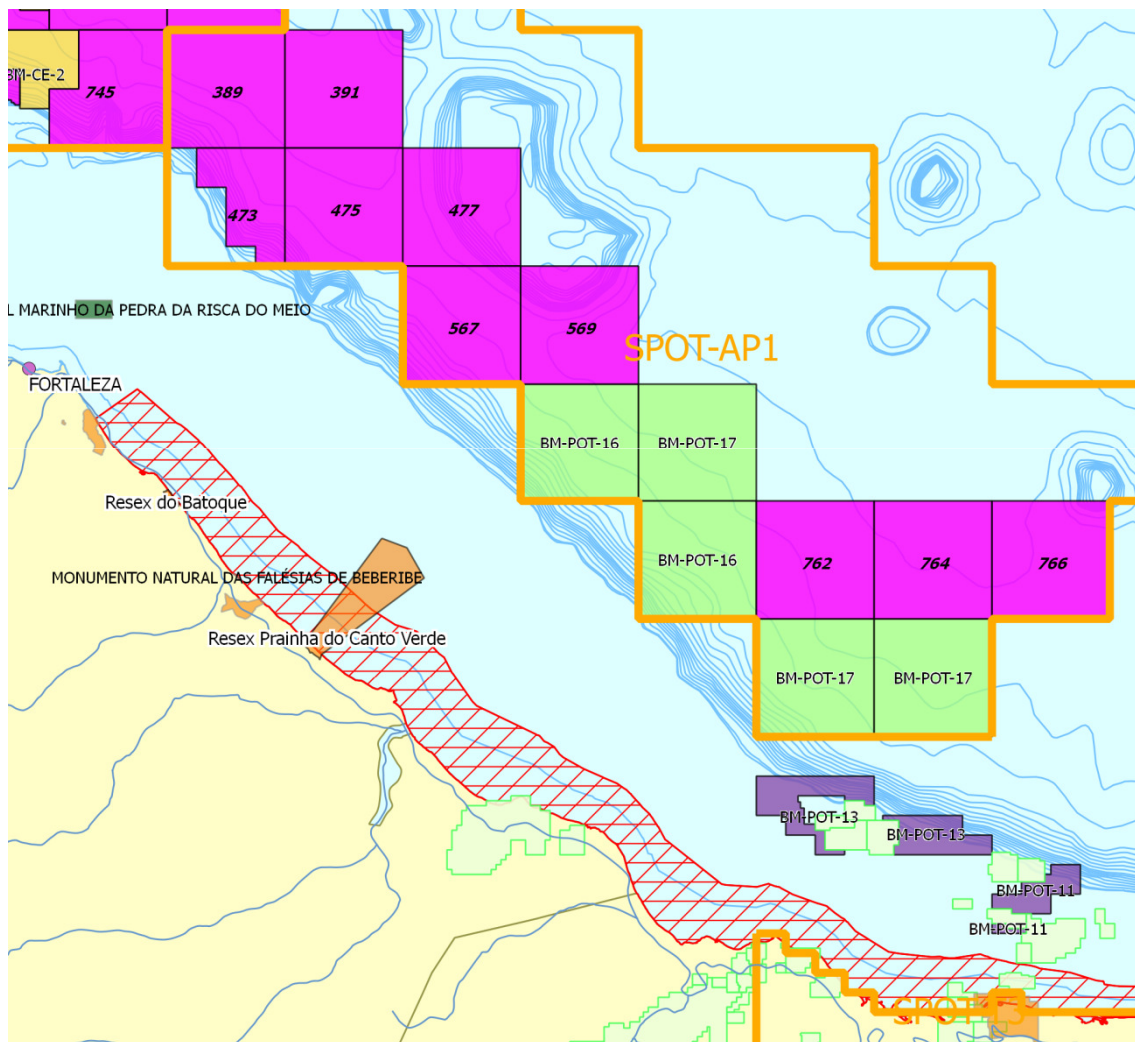 BM-CE-2
745
389
391
473
475
477
L MARINHO DA PEDRA DA RISCA DO MEIO
567
569
SPOT-AP1
FORTALEZA
BM-POT-16
BM-POT-17
Resex do Batoque
BM-POT-16
762
764
766
MONUMENTO NATURAL DAS FALÉSIAS DE BEBERIBE
Resex Prainha do Canto Verde
BM-POT-17
BM-POT-17
BM-POT-13
BM-POT-13
BM-POT-11
BM-POT-11